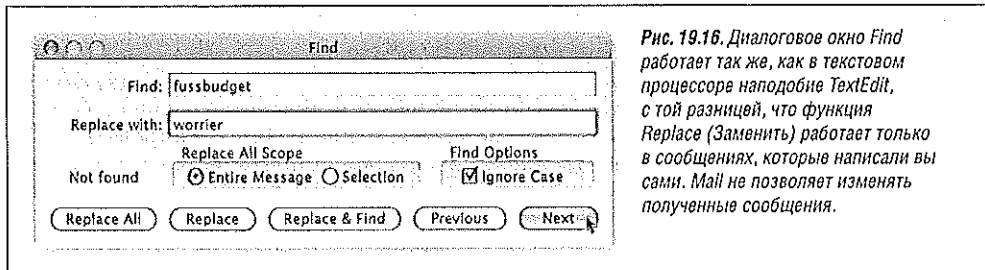 Find
Find: fussbudget
Replace with: worrier
Replace All Scope
Find Options
Not found
Entire Message Selection
Ignore Case
Replace All Replace Replace & Find Previous Next
Рис. 19.16. Диалоговое окно Find
работает так же, как в текстовом
процессоре наподобие TextEdit,
с той разницей, что функция
Replace (Заменить) работает только
в сообщениях, которые написали вы
сами. Mail не позволяет изменять
полученные сообщения.